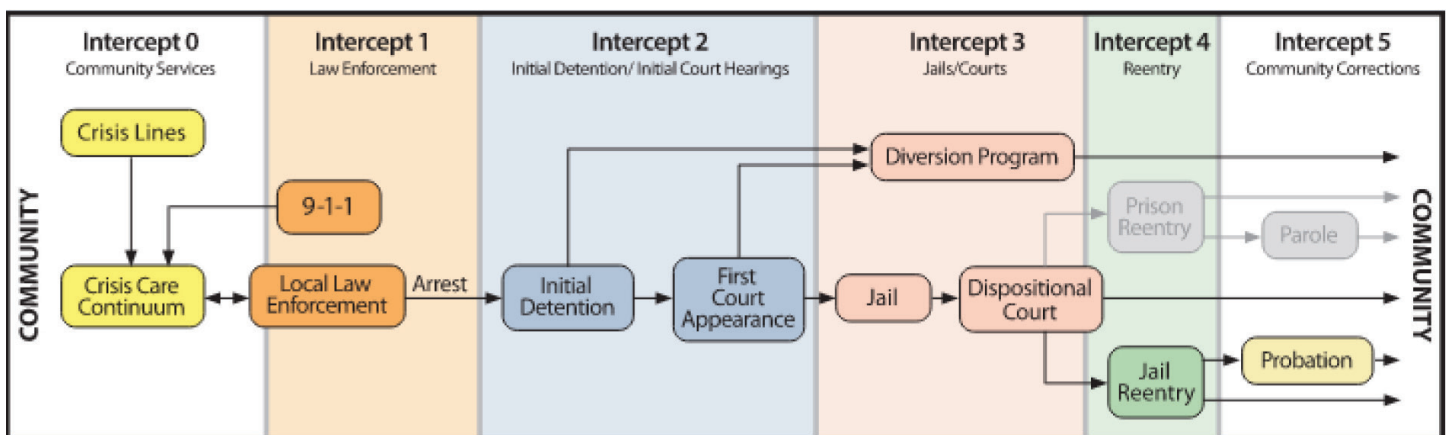 Intercept 0
Community Services
Intercept 1
Law Enforcement
Intercept 2
Initial Detention/ Initial Court Hearings
Intercept 3
Jails/Courts
Intercept 4
Reentry
Intercept 5
Community Corrections
COMMUNITY
Crisis Lines
Crisis Care
Continuum
9-1-1
Local Law
Enforcement
Arrest
Initial
Detention
First
Court
Appearance
Diversion Program
Jail
Dispositional
Court
Prison
Reentry
Jail
Reentry
Parole
Probation
COMMUNITY